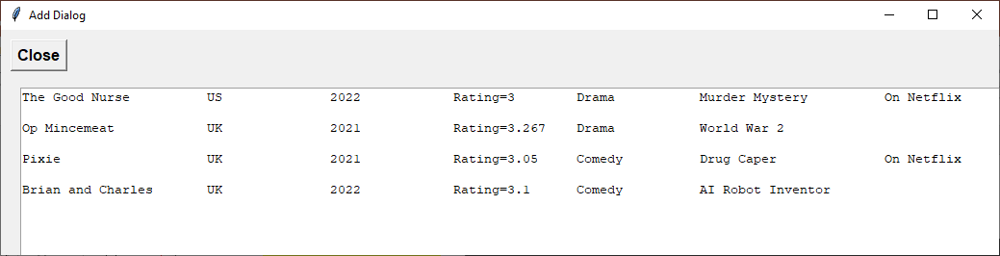 Add Dialog
Close
The Good Nurse US 2022 Rating=3 Drama Murder Mystery On Netflix
Op Mincemeat UK 2021 Rating=3.267 Drama World War 2
Pixie UK 2021 Rating=3.05 Comedy Drug Caper On Netflix
Brian and Charles UK 2022 Rating=3.1 Comedy AI Robot Inventor